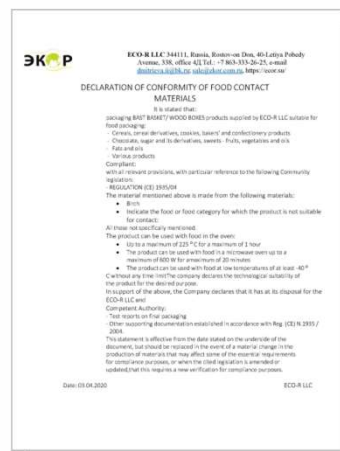 ЭКОР
ECO-R LLC 344111, Russia, Rostov-on Don, 40-Letiya Pobedy
Avenue, 338, office 4Д Tel.: +7 863-333-26-25, e-mail
dmitrieva.i@bk.ru, sale@ekor.com.ru, https://ecor.su/
DECLARATION OF CONFORMITY OF FOOD CONTACT
MATERIALS
It is stated that:
packaging BAST BASKET/ WOOD BOXES products supplied by ECO-R LLC suitable for
food packaging:
- Cereals, cereal derivatives, cookies, bakers' and confectionery products
- Chocolate, sugar and its derivatives, sweets - fruits, vegetables and oils
- Fats and oils
- Various products
Compliant:
with all relevant provisions, with particular reference to the following Community
legislation:
- REGULATION (CE) 1935/04
The material mentioned above is made from the following materials:
• Birch
• Indicate the food or food category for which the product is not suitable
for contact:
All those not specifically mentioned.
The product can be used with food in the oven:
• Up to a maximum of 225 °C for a maximum of 1 hour
• The product can be used with food in a microwave oven up to a
maximum of 800 W for a maximum of 20 minutes
• The product can be used with food at low temperatures of at least -40 °
C without any time limit The company declares the technological suitability of
the product for the desired purpose.
In support of the above, the Company declares that it has at its disposal for the
ECO-R LLC and
Competent Authority:
- Test reports on final packaging
- Other supporting documentation established in accordance with Reg. (CE) N.1935 /
2004.
This statement is effective from the date stated on the underside of the
document, but should be replaced in the event of a material change in the
production of materials that may affect some of the essential requirements
for compliance purposes, or when the cited legislation is amended or
updated,that this requires a new verification for compliance purposes.
Date: 03.04.2020 ECO-R LLC